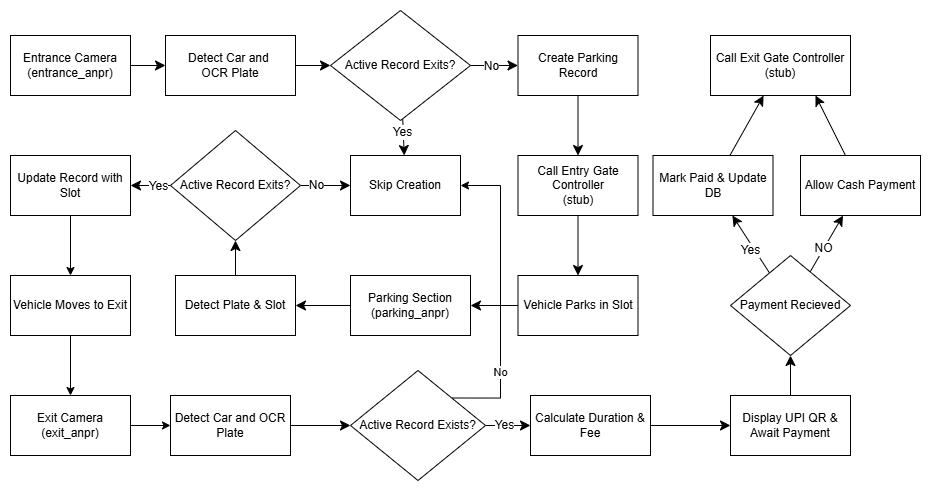 Entrance Camera
(entrance_anpr)
Detect Car and
OCR Plate
Active Record Exits?
No
Create Parking
Record
Call Exit Gate Controller
(stub)
Yes
Update Record with
Slot
Yes
Active Record Exits?
No
Skip Creation
Call Entry Gate
Controller
(stub)
Mark Paid & Update
DB
Allow Cash Payment
Yes
NO
Vehicle Moves to Exit
Detect Plate & Slot
Parking Section
(parking_anpr)
Vehicle Parks in Slot
Payment Recieved
No
Exit Camera
(exit_anpr)
Detect Car and OCR
Plate
Active Record Exists?
Yes
Calculate Duration &
Fee
Display UPI QR &
Await Payment